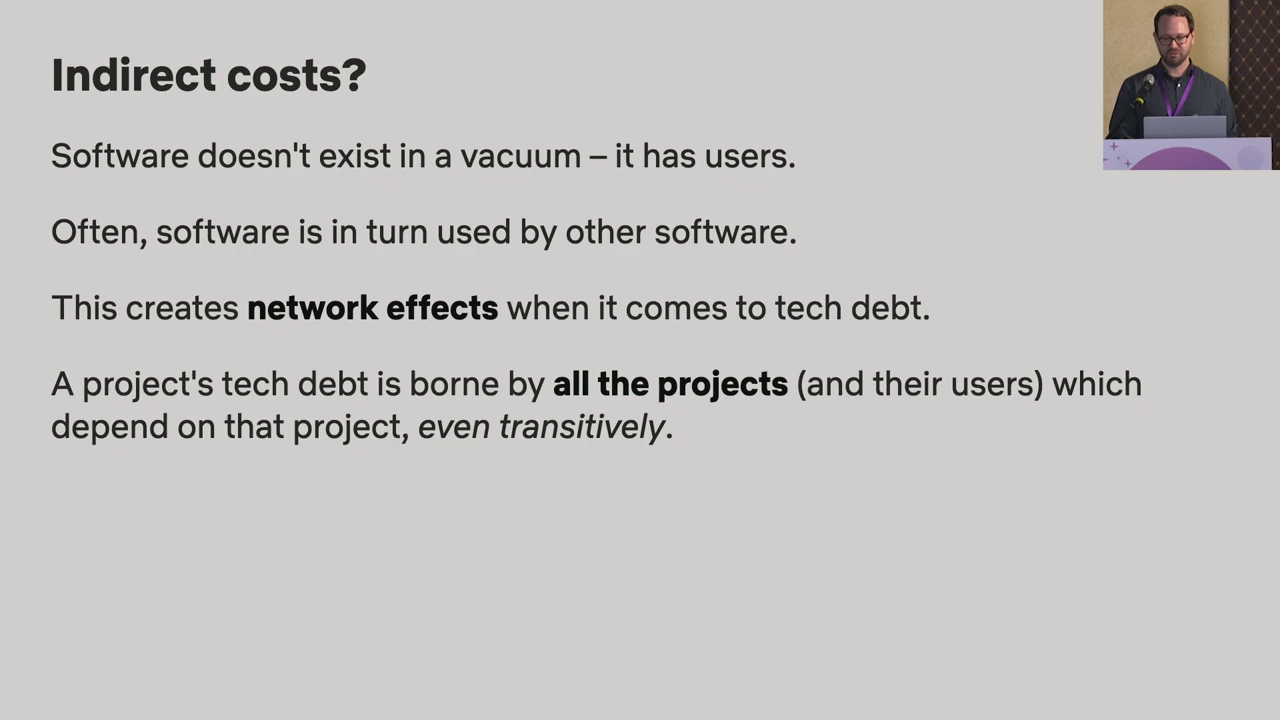 Indirect costs?
Software doesn't exist in a vacuum – it has users.
Often, software is in turn used by other software.
This creates network effects when it comes to tech debt.
A project's tech debt is borne by all the projects (and their users) which
depend on that project, even transitively.